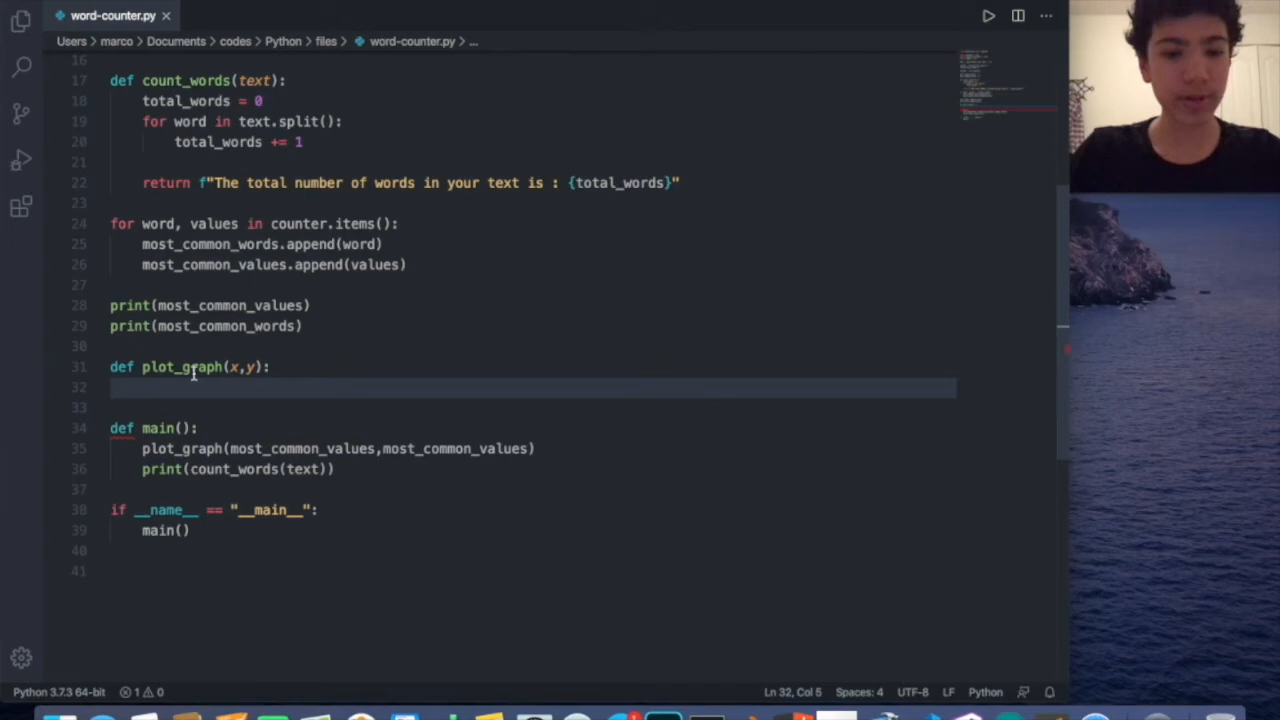 word-counter.py
Users > marco > Documents > codes > Python > files > word-counter.py > ...
16
17 def count_words(text):
18     total_words = 0
19     for word in text.split():
20         total_words += 1
21
22     return f"The total number of words in your text is : {total_words}"
23
24 for word, values in counter.items():
25     most_common_words.append(word)
26     most_common_values.append(values)
27
28 print(most_common_values)
29 print(most_common_words)
30
31 def plot_graph(x,y):
32
33
34 def main():
35     plot_graph(most_common_values,most_common_values)
36     print(count_words(text))
37
38 if __name__ == "__main__":
39     main()
40
41
Python 3.7.3 64-bit 1 0 Ln 32, Col 5 Spaces: 4 UTF-8 LF Python